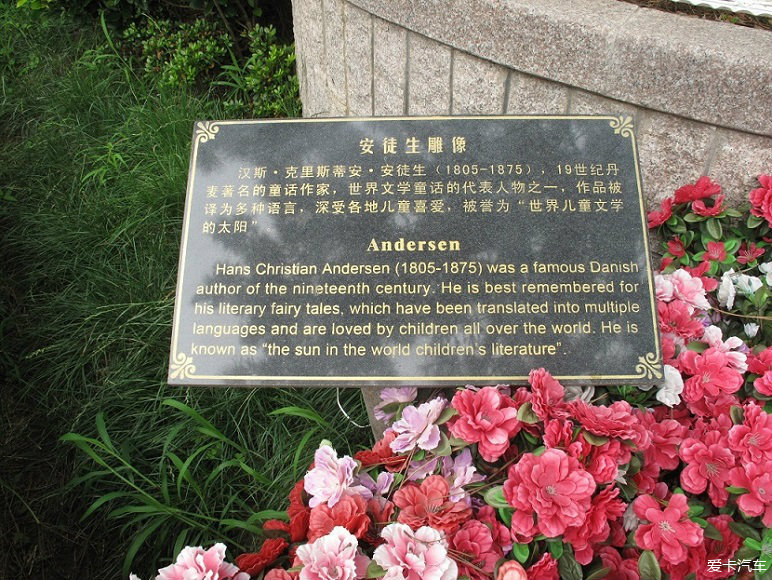 安徒生雕像
汉斯·克里斯蒂安·安徒生（1805-1875），19世纪丹
麦著名的童话作家，世界文学童话的代表人物之一，作品被
译为多种语言，深受各地儿童喜爱，被誉为“世界儿童文学
的太阳”。
Andersen
Hans Christian Andersen (1805-1875) was a famous Danish
author of the nineteenth century. He is best remembered for
his literary fairy tales, which have been translated into multiple
languages and are loved by children all over the world. He is
known as “the sun in the world children's literature”.
爱卡汽车